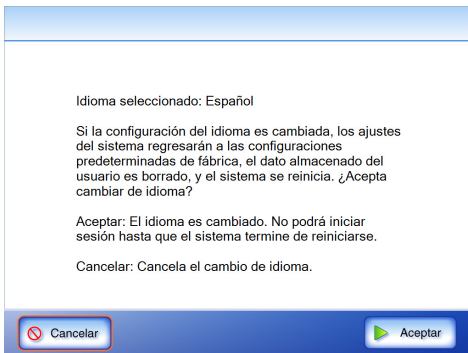 Idioma seleccionado: Español
Si la configuración del idioma es cambiada, los ajustes
del sistema regresarán a las configuraciones
predeterminadas de fábrica, el dato almacenado del
usuario es borrado, y el sistema se reinicia. ¿Acepta
cambiar de idioma?
Aceptar: El idioma es cambiado. No podrá iniciar
sesión hasta que el sistema termine de reiniciarse.
Cancelar: Cancela el cambio de idioma.
Cancelar
Aceptar